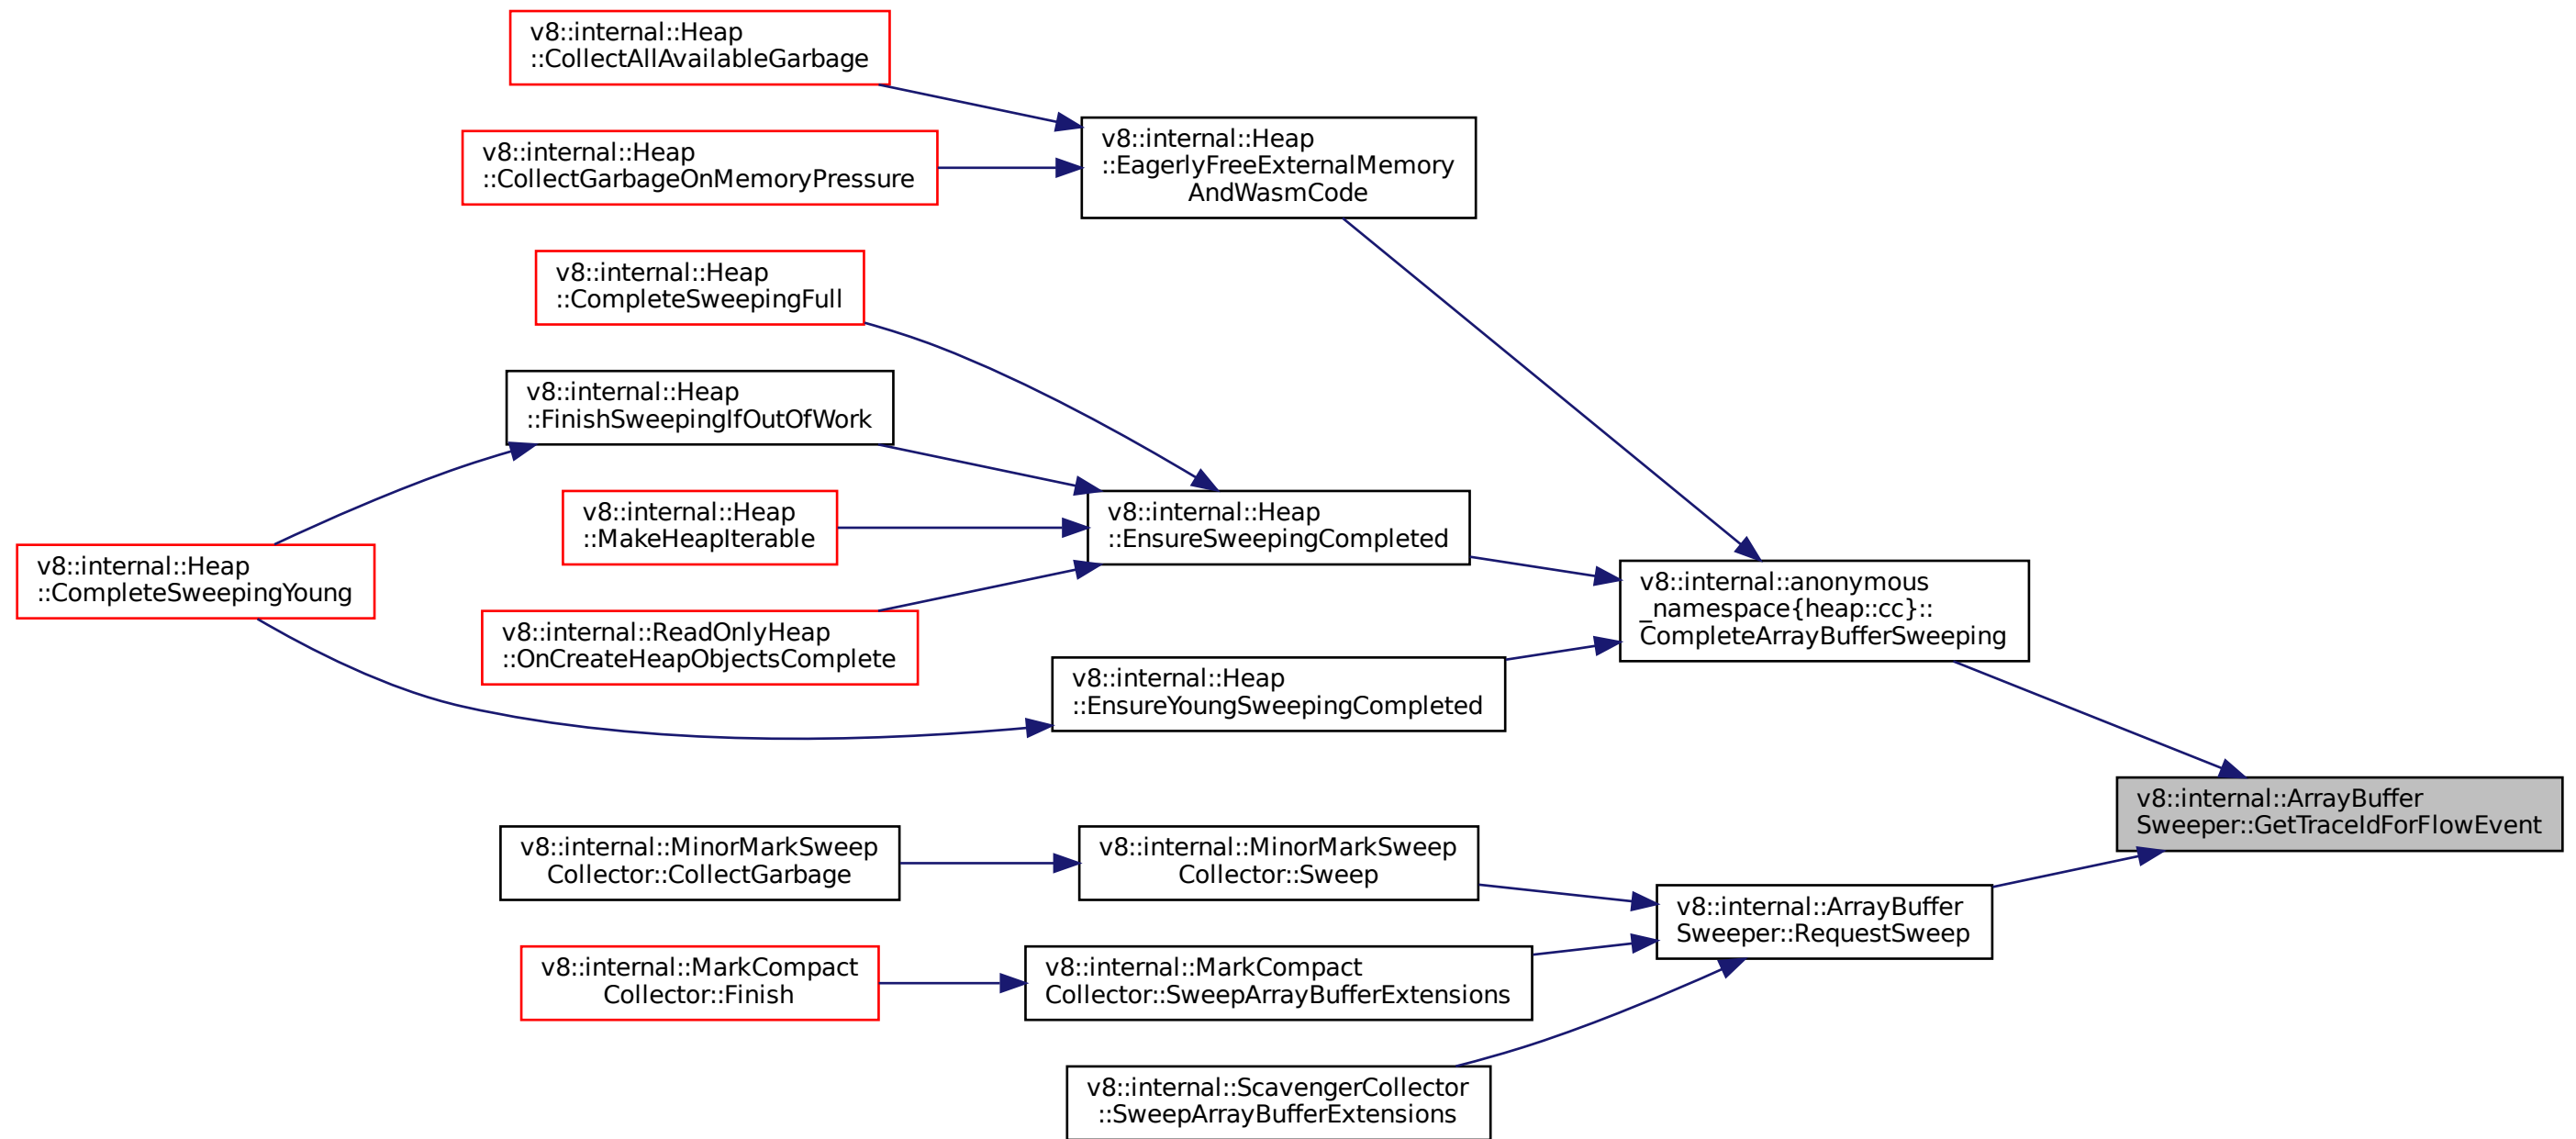 v8::internal::Heap
::CollectAllAvailableGarbage
v8::internal::Heap
::EagerlyFreeExternalMemory
AndWasmCode
v8::internal::Heap
::CollectGarbageOnMemoryPressure
v8::internal::Heap
::CompleteSweepingFull
v8::internal::Heap
::FinishSweepingIfOutOfWork
v8::internal::Heap
::MakeHeapIterable
v8::internal::Heap
::EnsureSweepingCompleted
v8::internal::Heap
::CompleteSweepingYoung
v8::internal::anonymous
_namespace{heap::cc}::
CompleteArrayBufferSweeping
v8::internal::ReadOnlyHeap
::OnCreateHeapObjectsComplete
v8::internal::Heap
::EnsureYoungSweepingCompleted
v8::internal::ArrayBuffer
Sweeper::GetTraceIdForFlowEvent
v8::internal::MinorMarkSweep
Collector::CollectGarbage
v8::internal::MinorMarkSweep
Collector::Sweep
v8::internal::ArrayBuffer
Sweeper::RequestSweep
v8::internal::MarkCompact
Collector::Finish
v8::internal::MarkCompact
Collector::SweepArrayBufferExtensions
v8::internal::ScavengerCollector
::SweepArrayBufferExtensions